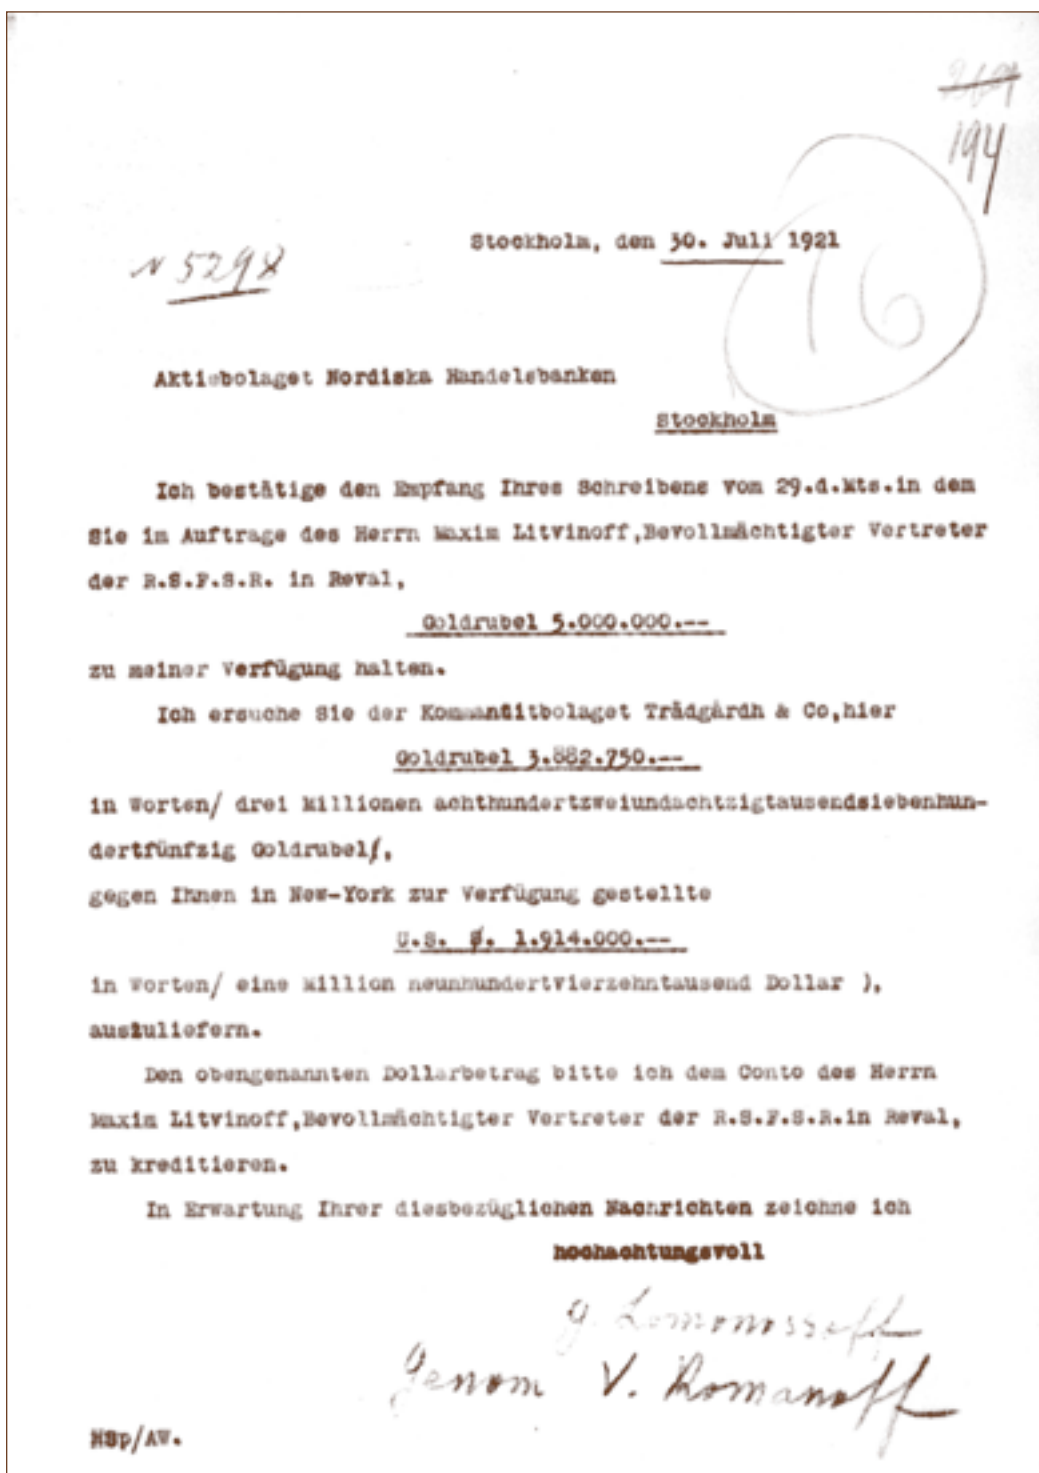 194
Stockholm, den 30. Juli 1921
N 5298
16
Aktiebolaget Nordiska Handelsbanken
Stockholm
Ich bestätige den Empfang Ihres Schreibens vom 29.d.Mts.in dem
Sie im Auftrage des Herrn Maxim Litvinoff,Bevollmächtigter Vertreter
der R.S.F.S.R. in Reval,
Goldrubel 5.000.000.--
zu meiner Verfügung halten.
Ich ersuche Sie der Kommanditbolaget Trädgårdh & Co,hier
Goldrubel 3.882.750.--
in Worten/ drei Millionen achthundertzweiundachtzigtausendsiebenhun-
dertfünfzig Goldrubel/,
gegen Ihnen in New-York zur Verfügung gestellte
U.S. $. 1.914.000.--
in Worten/ eine Million neunhundertvierzehntausend Dollar ),
auszuliefern.
Den obengenannten Dollarbetrag bitte ich dem Conto des Herrn
Maxim Litvinoff,Bevollmächtigter Vertreter der R.S.F.S.R.in Reval,
zu kreditieren.
In Erwartung Ihrer diesbezüglichen Nachrichten zeichne ich
hochachtungsvoll
G. Lomonossoff
Genom V. Romanoff
HSp/AW.